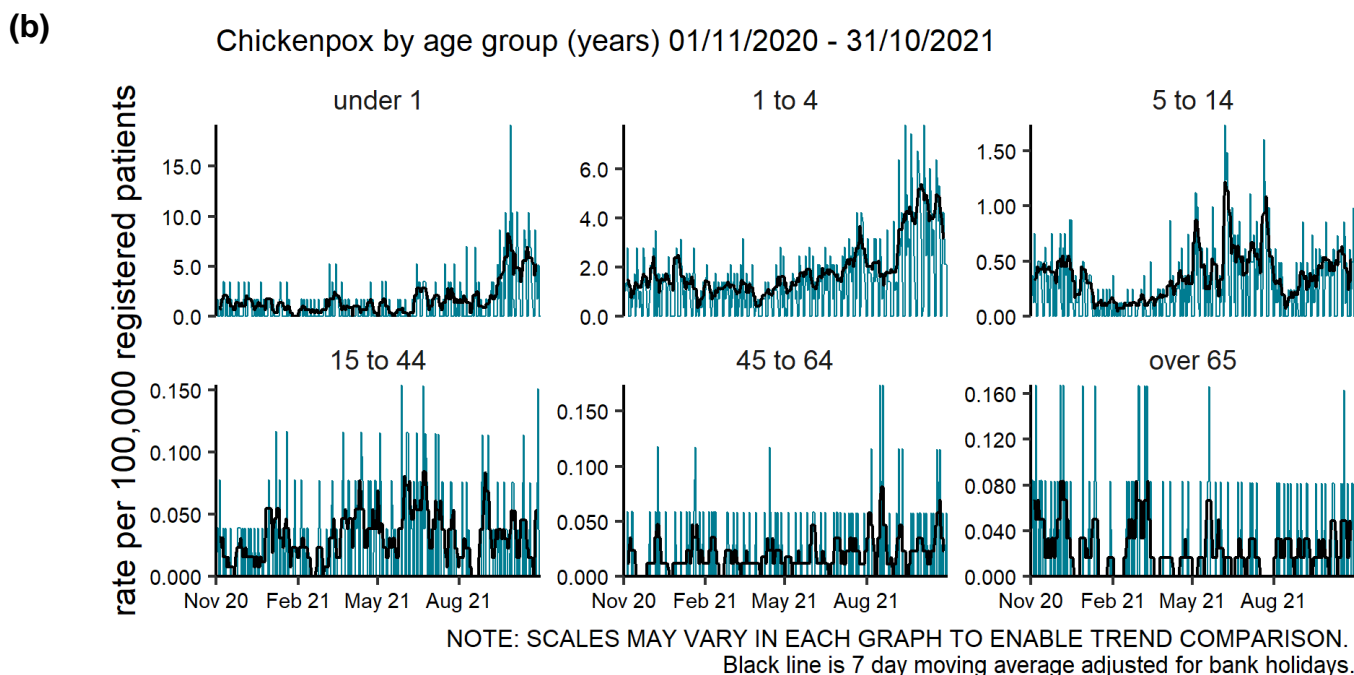 (b)
Chickenpox by age group (years) 01/11/2020 - 31/10/2021
rate per 100,000 registered patients
under 1
15.0
10.0
5.0
0.0
1 to 4
6.0
4.0
2.0
0.0
5 to 14
1.50
1.00
0.50
0.00
15 to 44
0.150
0.100
0.050
0.000
Nov 20 Feb 21 May 21 Aug 21
45 to 64
0.150
0.100
0.050
0.000
Nov 20 Feb 21 May 21 Aug 21
over 65
0.160
0.120
0.080
0.040
0.000
Nov 20 Feb 21 May 21 Aug 21
NOTE: SCALES MAY VARY IN EACH GRAPH TO ENABLE TREND COMPARISON.
Black line is 7 day moving average adjusted for bank holidays.